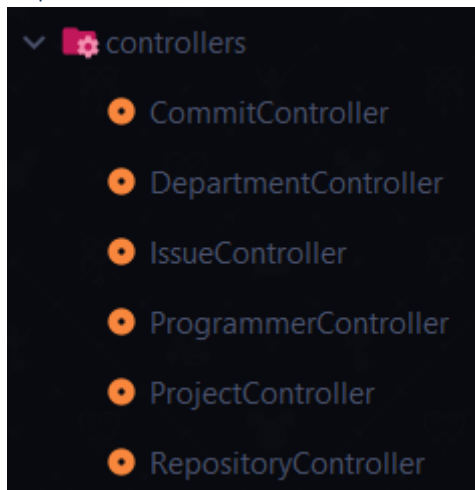 controllers
CommitController
DepartmentController
IssueController
ProgrammerController
ProjectController
RepositoryController